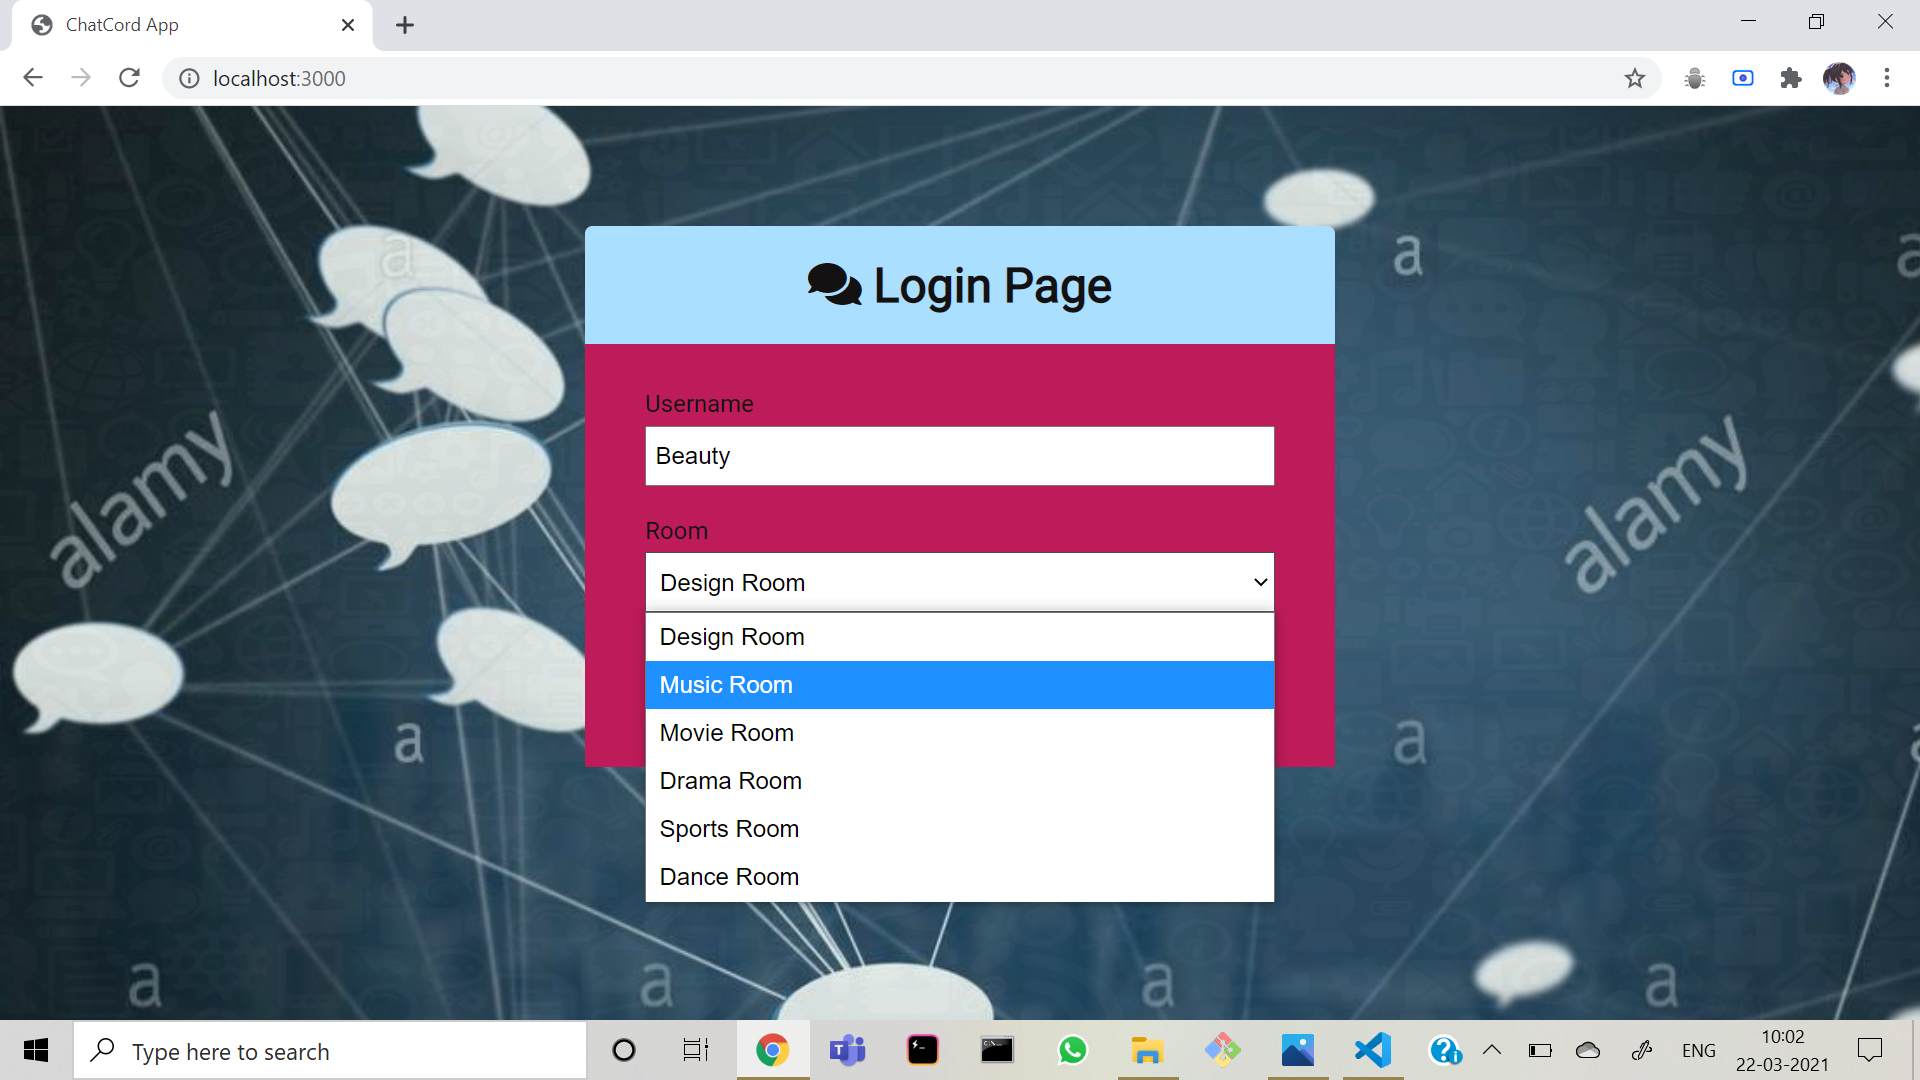 ChatCord App
localhost:3000
Login Page
Username
Beauty
Room
Design Room
Design Room
Music Room
Movie Room
Drama Room
Sports Room
Dance Room
a
a
a
alamy
alamy
a
a
a
a
a
a
a
Type here to search
ENG
10:02
22-03-2021